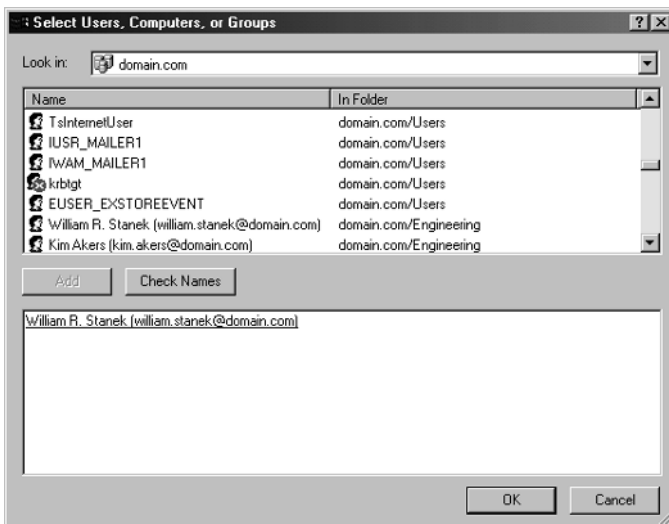 Select Users, Computers, or Groups
Look in: domain.com
Name In Folder
TsInternetUser domain.com/Users
IUSR_MAILER1 domain.com/Users
IWAM_MAILER1 domain.com/Users
krbtgt domain.com/Users
EUSER_EXSTOREEVENT domain.com/Users
William R. Stanek (william.stanek@domain.com) domain.com/Engineering
Kim Akers (kim.akers@domain.com) domain.com/Engineering
Add Check Names
William R. Stanek (william.stanek@domain.com)
OK Cancel